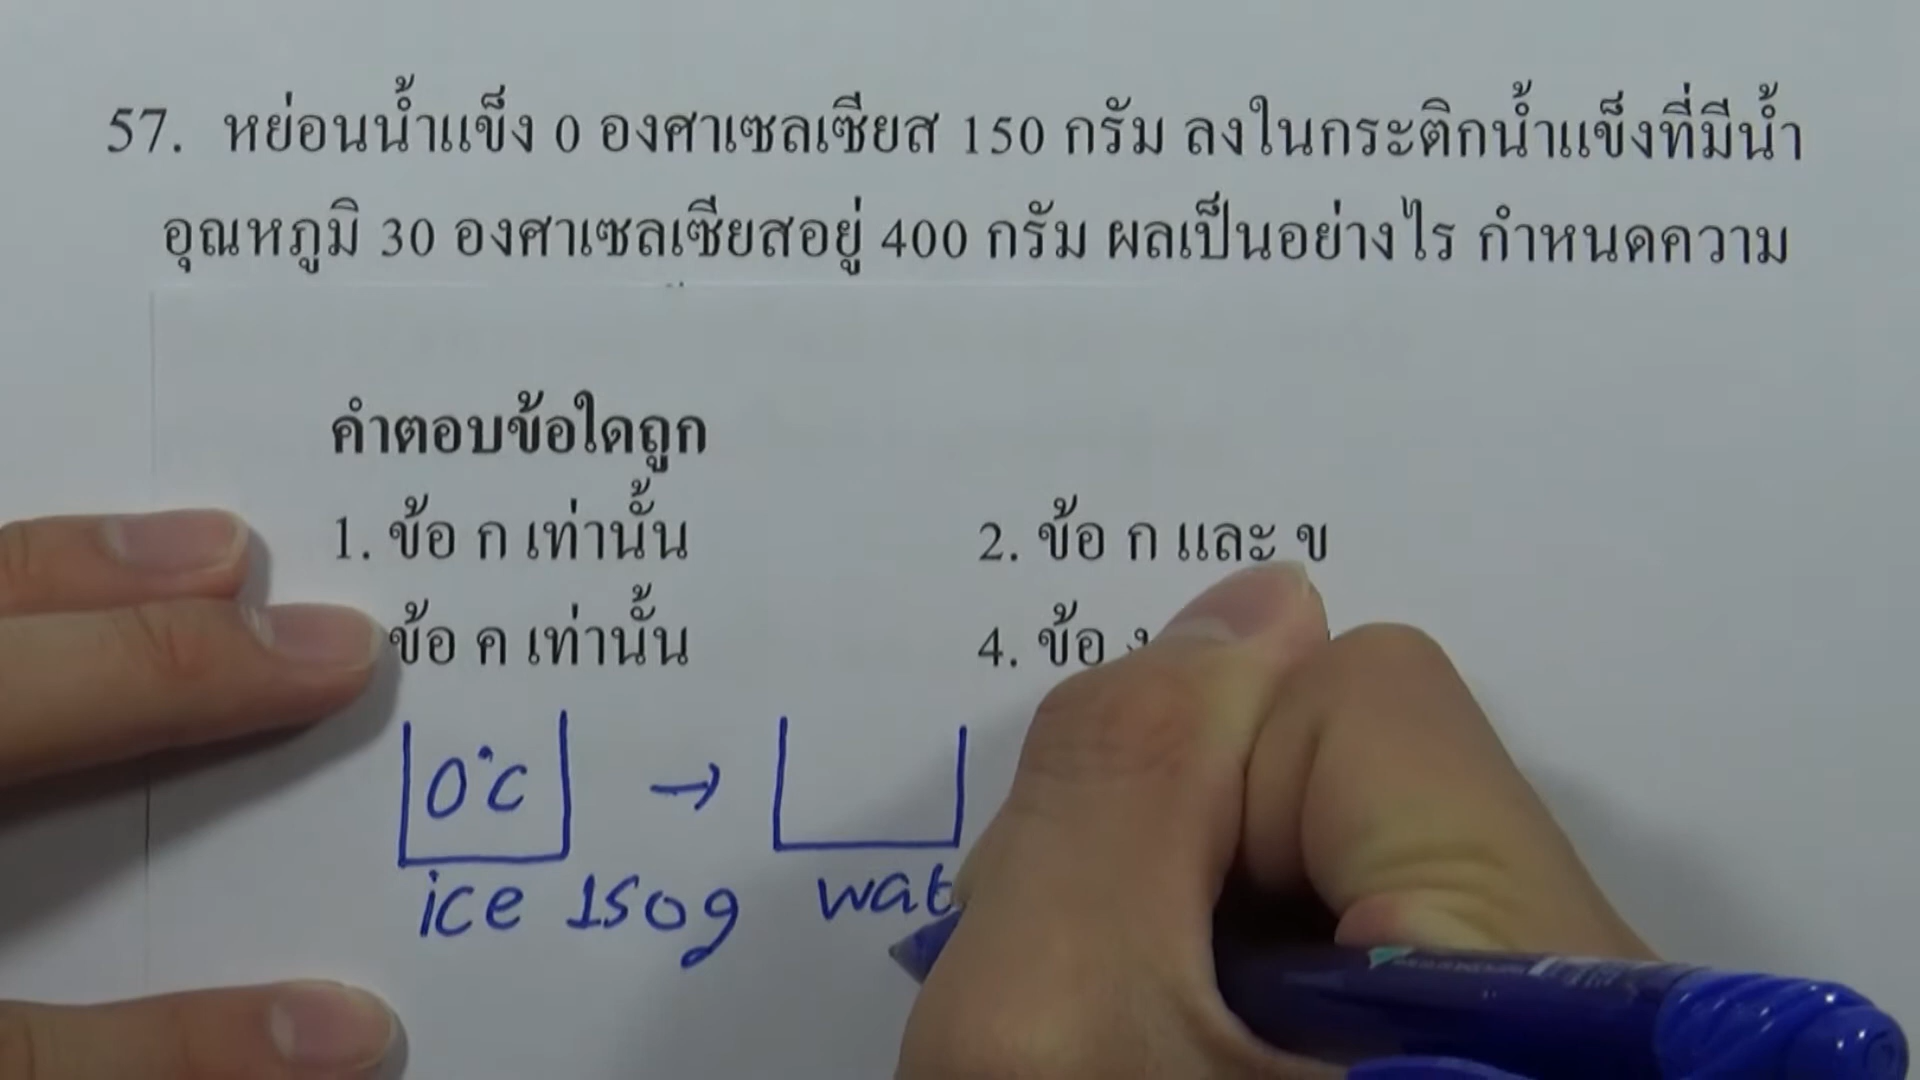 57. หย่อนน้ำแข็ง 0 องศาเซลเซียส 150 กรัม ลงในกระติกน้ำแข็งที่มีน้ำ
อุณหภูมิ 30 องศาเซลเซียสอยู่ 400 กรัม ผลเป็นอย่างไร กำหนดความ
คำตอบข้อใดถูก
1. ข้อ ก เท่านั้น
2. ข้อ ก และ ข
ข้อ ค เท่านั้น
4. ข้อ
0°C →
ice 150g wat